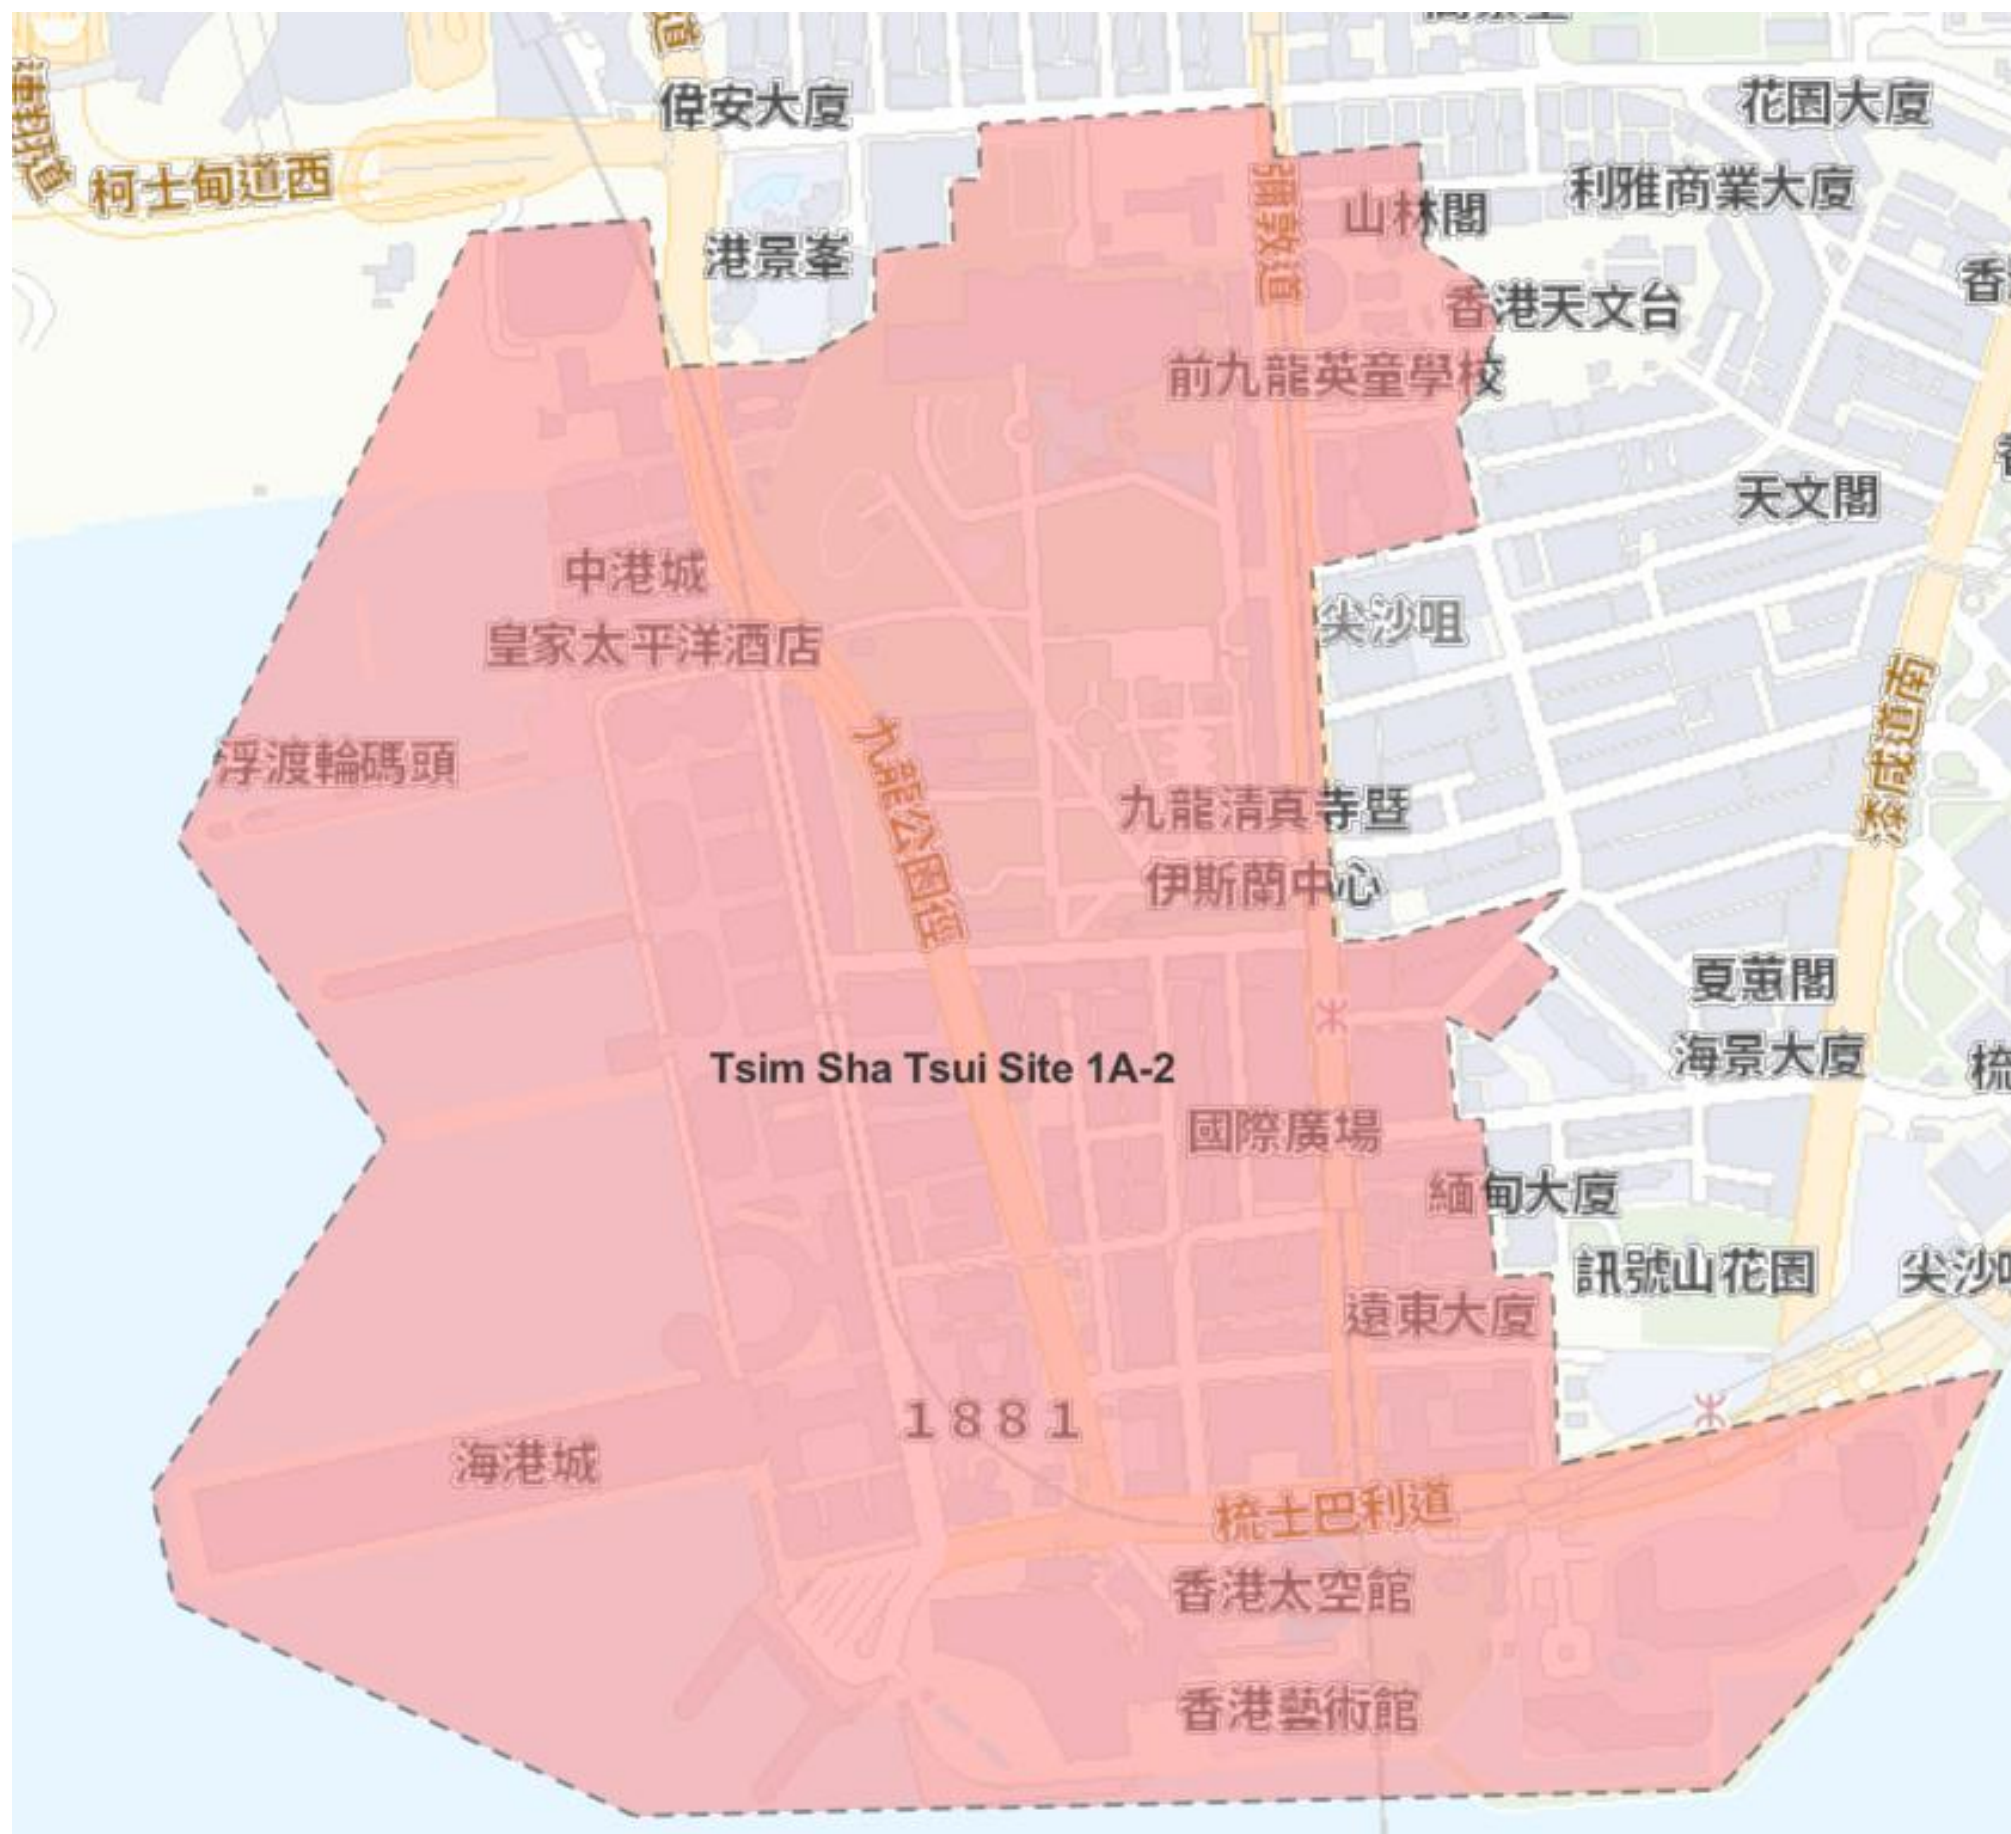 偉安大廈
花園大廈
柯士甸道西
利雅商業大廈
山林閣
港景峯
彌敦道
香港天文台
前九龍英童學校
天文閣
中港城
尖沙咀
皇家太平洋酒店
漆咸道南
浮渡輪碼頭
九龍公園徑
九龍清真寺暨
伊斯蘭中心
夏蕙閣
海景大廈
Tsim Sha Tsui Site 1A-2
國際廣場
緬甸大廈
訊號山花園
尖沙
遠東大廈
1881
海港城
梳士巴利道
香港太空館
香港藝術館